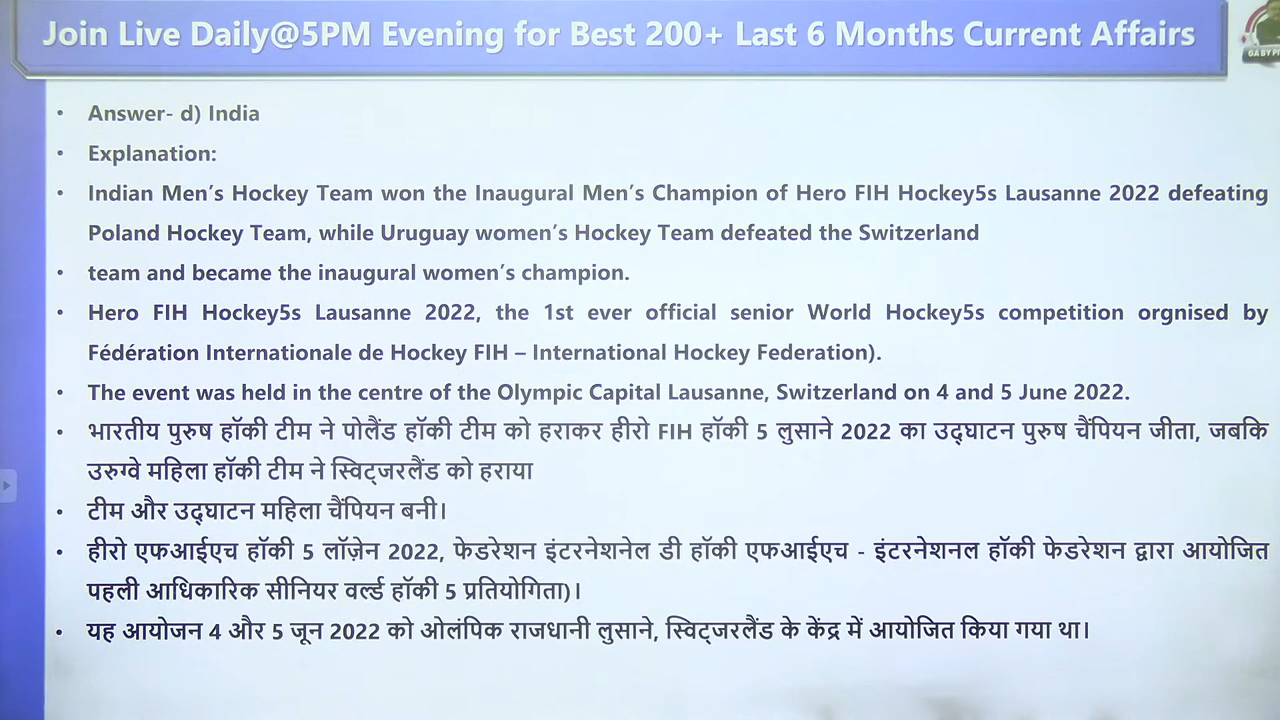 Join Live Daily@5PM Evening for Best 200+ Last 6 Months Current Affairs
• Answer- d) India
• Explanation:
• Indian Men's Hockey Team won the Inaugural Men's Champion of Hero FIH Hockey5s Lausanne 2022 defeating
Poland Hockey Team, while Uruguay women's Hockey Team defeated the Switzerland
• team and became the inaugural women's champion.
• Hero FIH Hockey5s Lausanne 2022, the 1st ever official senior World Hockey5s competition orgnised by
Fédération Internationale de Hockey FIH – International Hockey Federation).
• The event was held in the centre of the Olympic Capital Lausanne, Switzerland on 4 and 5 June 2022.
• भारतीय पुरुष हॉकी टीम ने पोलैंड हॉकी टीम को हराकर हीरो FIH हॉकी 5 लुसाने 2022 का उद्घाटन पुरुष चैंपियन जीता, जबकि
उरुग्वे महिला हॉकी टीम ने स्विट्जरलैंड को हराया
• टीम और उद्घाटन महिला चैंपियन बनी।
• हीरो एफआईएच हॉकी 5 लॉज़ेन 2022, फेडरेशन इंटरनेशनेल डी हॉकी एफआईएच - इंटरनेशनल हॉकी फेडरेशन द्वारा आयोजित
पहली आधिकारिक सीनियर वर्ल्ड हॉकी 5 प्रतियोगिता)।
• यह आयोजन 4 और 5 जून 2022 को ओलंपिक राजधानी लुसाने, स्विट्जरलैंड के केंद्र में आयोजित किया गया था।